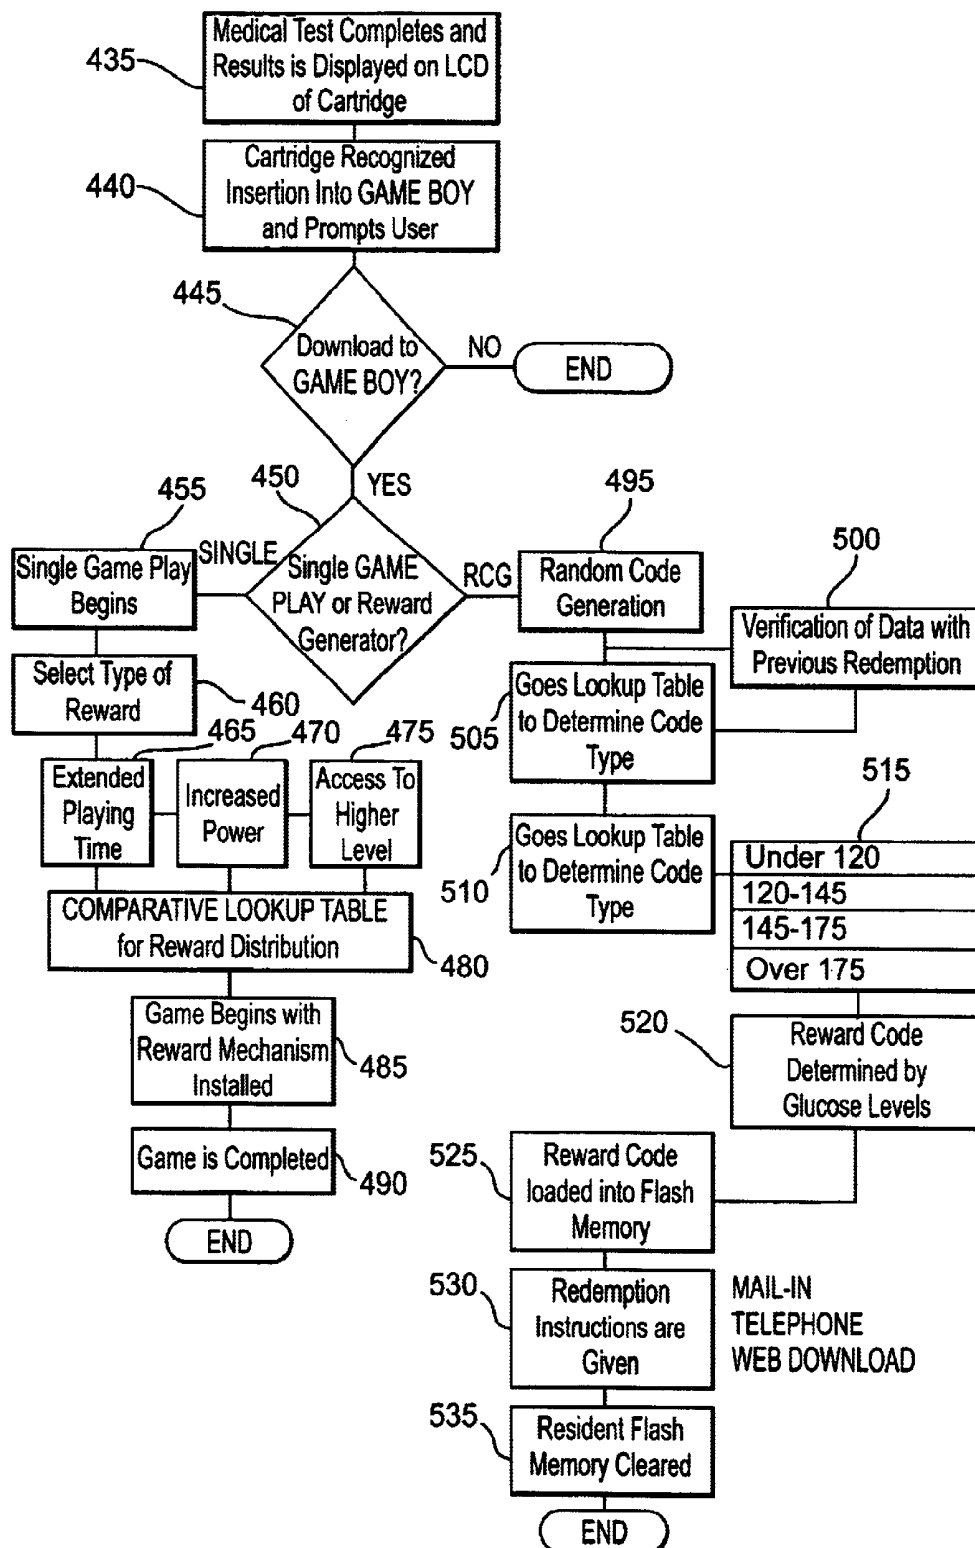 Medical Test Completes and
Results is Displayed on LCD
of Cartridge
435
Cartridge Recognized
Insertion Into GAME BOY
and Prompts User
440
445
Download to
GAME BOY?
NO
END
YES
450
Single GAME
PLAY or Reward
Generator?
SINGLE
RCG
455
Single Game Play
Begins
Select Type of
Reward
460
465
Extended
Playing
Time
470
Increased
Power
475
Access To
Higher
Level
COMPARATIVE LOOKUP TABLE
for Reward Distribution
480
Game Begins with
Reward Mechanism
Installed
485
Game is Completed
490
END
495
Random Code
Generation
500
Verification of Data with
Previous Redemption
505
Goes Lookup Table
to Determine Code
Type
510
Goes Lookup Table
to Determine Code
Type
515
Under 120
120-145
145-175
Over 175
520
Reward Code
Determined by
Glucose Levels
525
Reward Code
loaded into Flash
Memory
530
Redemption
Instructions are
Given
MAIL-IN
TELEPHONE
WEB DOWNLOAD
535
Resident Flash
Memory Cleared
END